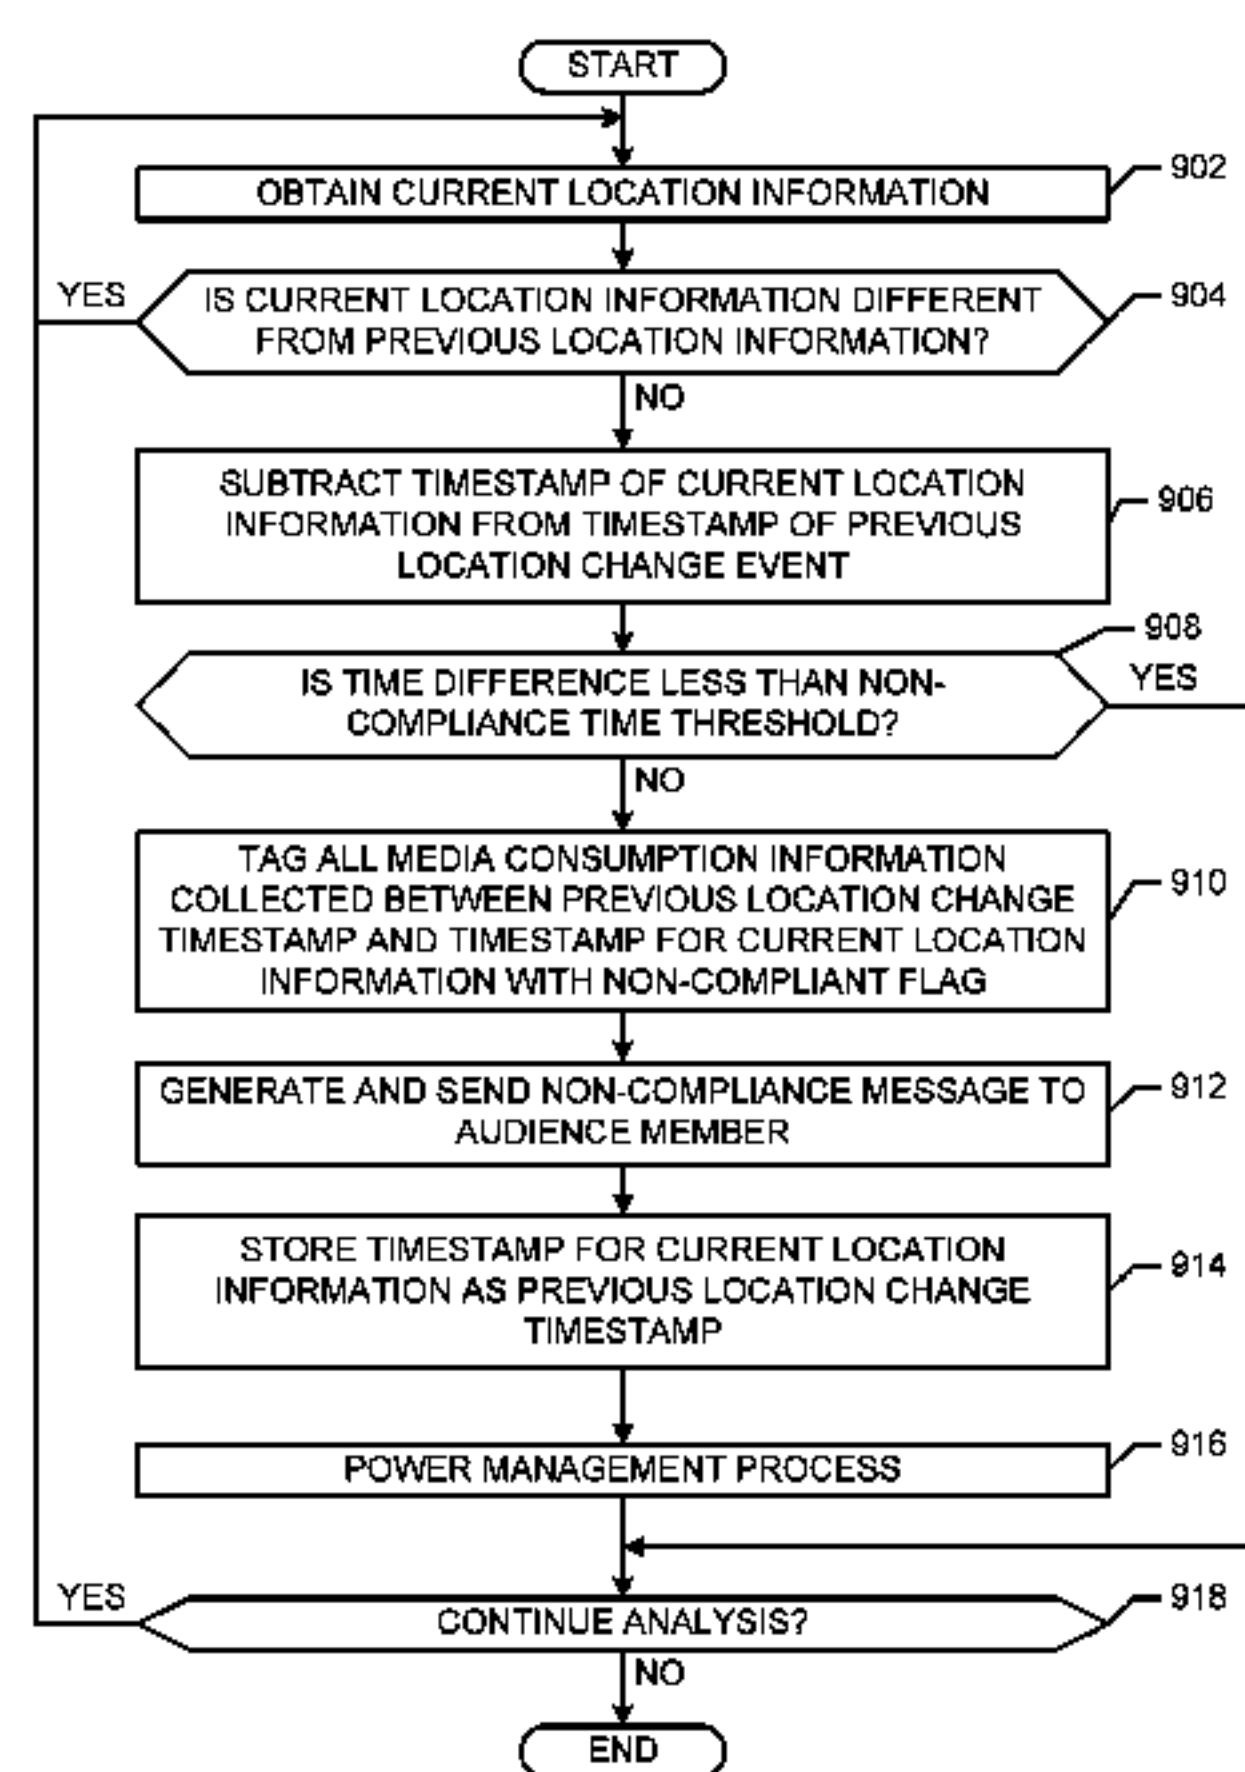 START
OBTAIN CURRENT LOCATION INFORMATION
902
YES
IS CURRENT LOCATION INFORMATION DIFFERENT
FROM PREVIOUS LOCATION INFORMATION?
904
NO
SUBTRACT TIMESTAMP OF CURRENT LOCATION
INFORMATION FROM TIMESTAMP OF PREVIOUS
LOCATION CHANGE EVENT
906
908
IS TIME DIFFERENCE LESS THAN NON-
COMPLIANCE TIME THRESHOLD?
YES
NO
TAG ALL MEDIA CONSUMPTION INFORMATION
COLLECTED BETWEEN PREVIOUS LOCATION CHANGE
TIMESTAMP AND TIMESTAMP FOR CURRENT LOCATION
INFORMATION WITH NON-COMPLIANT FLAG
910
GENERATE AND SEND NON-COMPLIANCE MESSAGE TO
AUDIENCE MEMBER
912
STORE TIMESTAMP FOR CURRENT LOCATION
INFORMATION AS PREVIOUS LOCATION CHANGE
TIMESTAMP
914
POWER MANAGEMENT PROCESS
916
YES
CONTINUE ANALYSIS?
918
NO
END